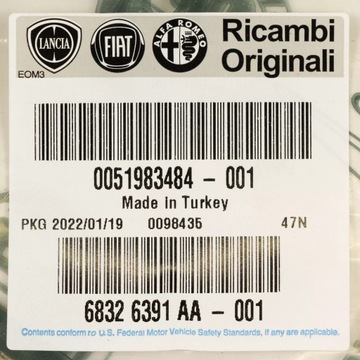 LANCIA FIAT ALFA ROMEO Ricambi
Originali
EOM3
0051983484 - 001
Made in Turkey
PKG 2022/01/19 0098435 47N
6832 6391 AA - 001
Contents conform to U.S. Federal Motor Vehicle Safety Standards, if any are applicable.